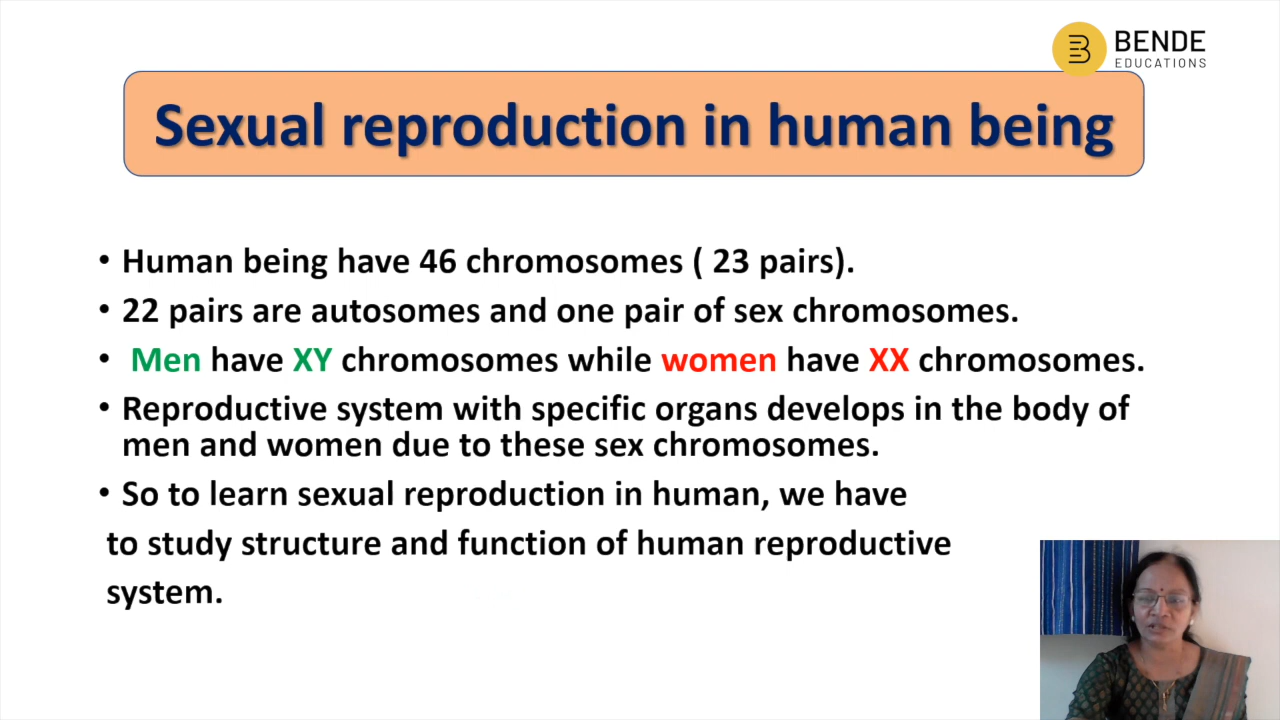 BENDE
EDUCATIONS
Sexual reproduction in human being
• Human being have 46 chromosomes ( 23 pairs).
• 22 pairs are autosomes and one pair of sex chromosomes.
• Men have XY chromosomes while women have XX chromosomes.
• Reproductive system with specific organs develops in the body of
men and women due to these sex chromosomes.
• So to learn sexual reproduction in human, we have
to study structure and function of human reproductive
system.